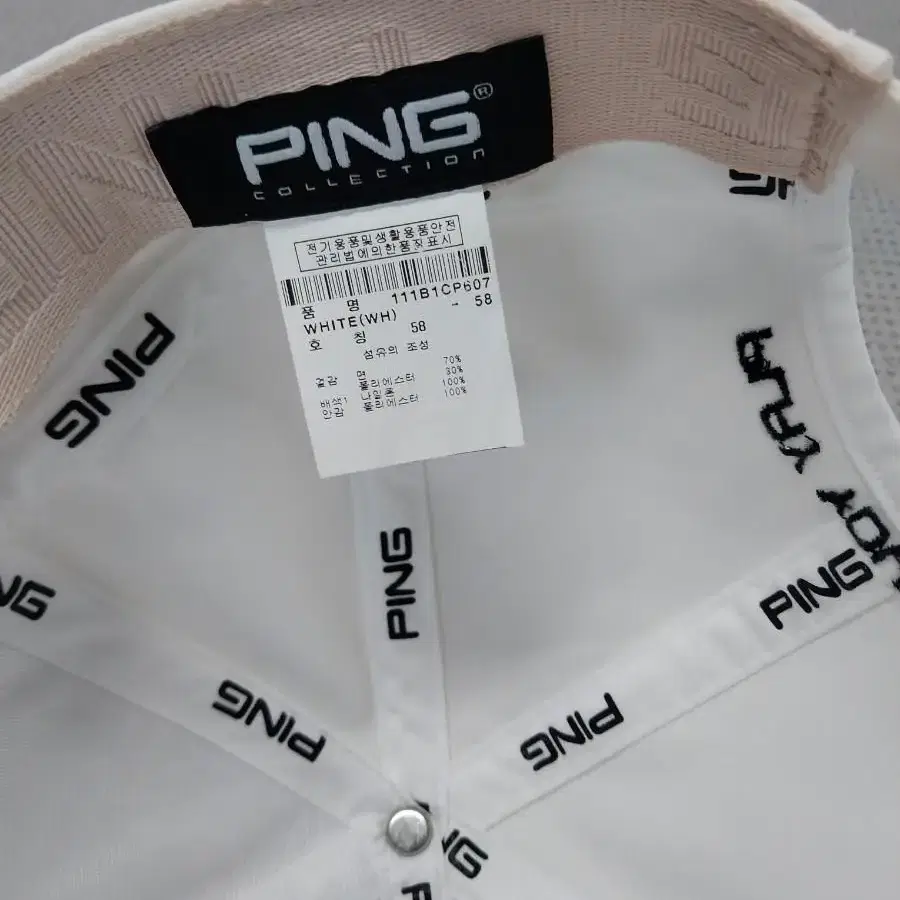 PING®
COLLECTION
전기용품및생활용품안전
관리법에의한품질표시
품 명 111B1CP607
WHITE(WH) - 58
호 칭 58
섬유의 조성
겉감 면 70%
폴리에스터 30%
배색1 나일론 100%
안감 폴리에스터 100%
PING
PING
PING
PING
PING